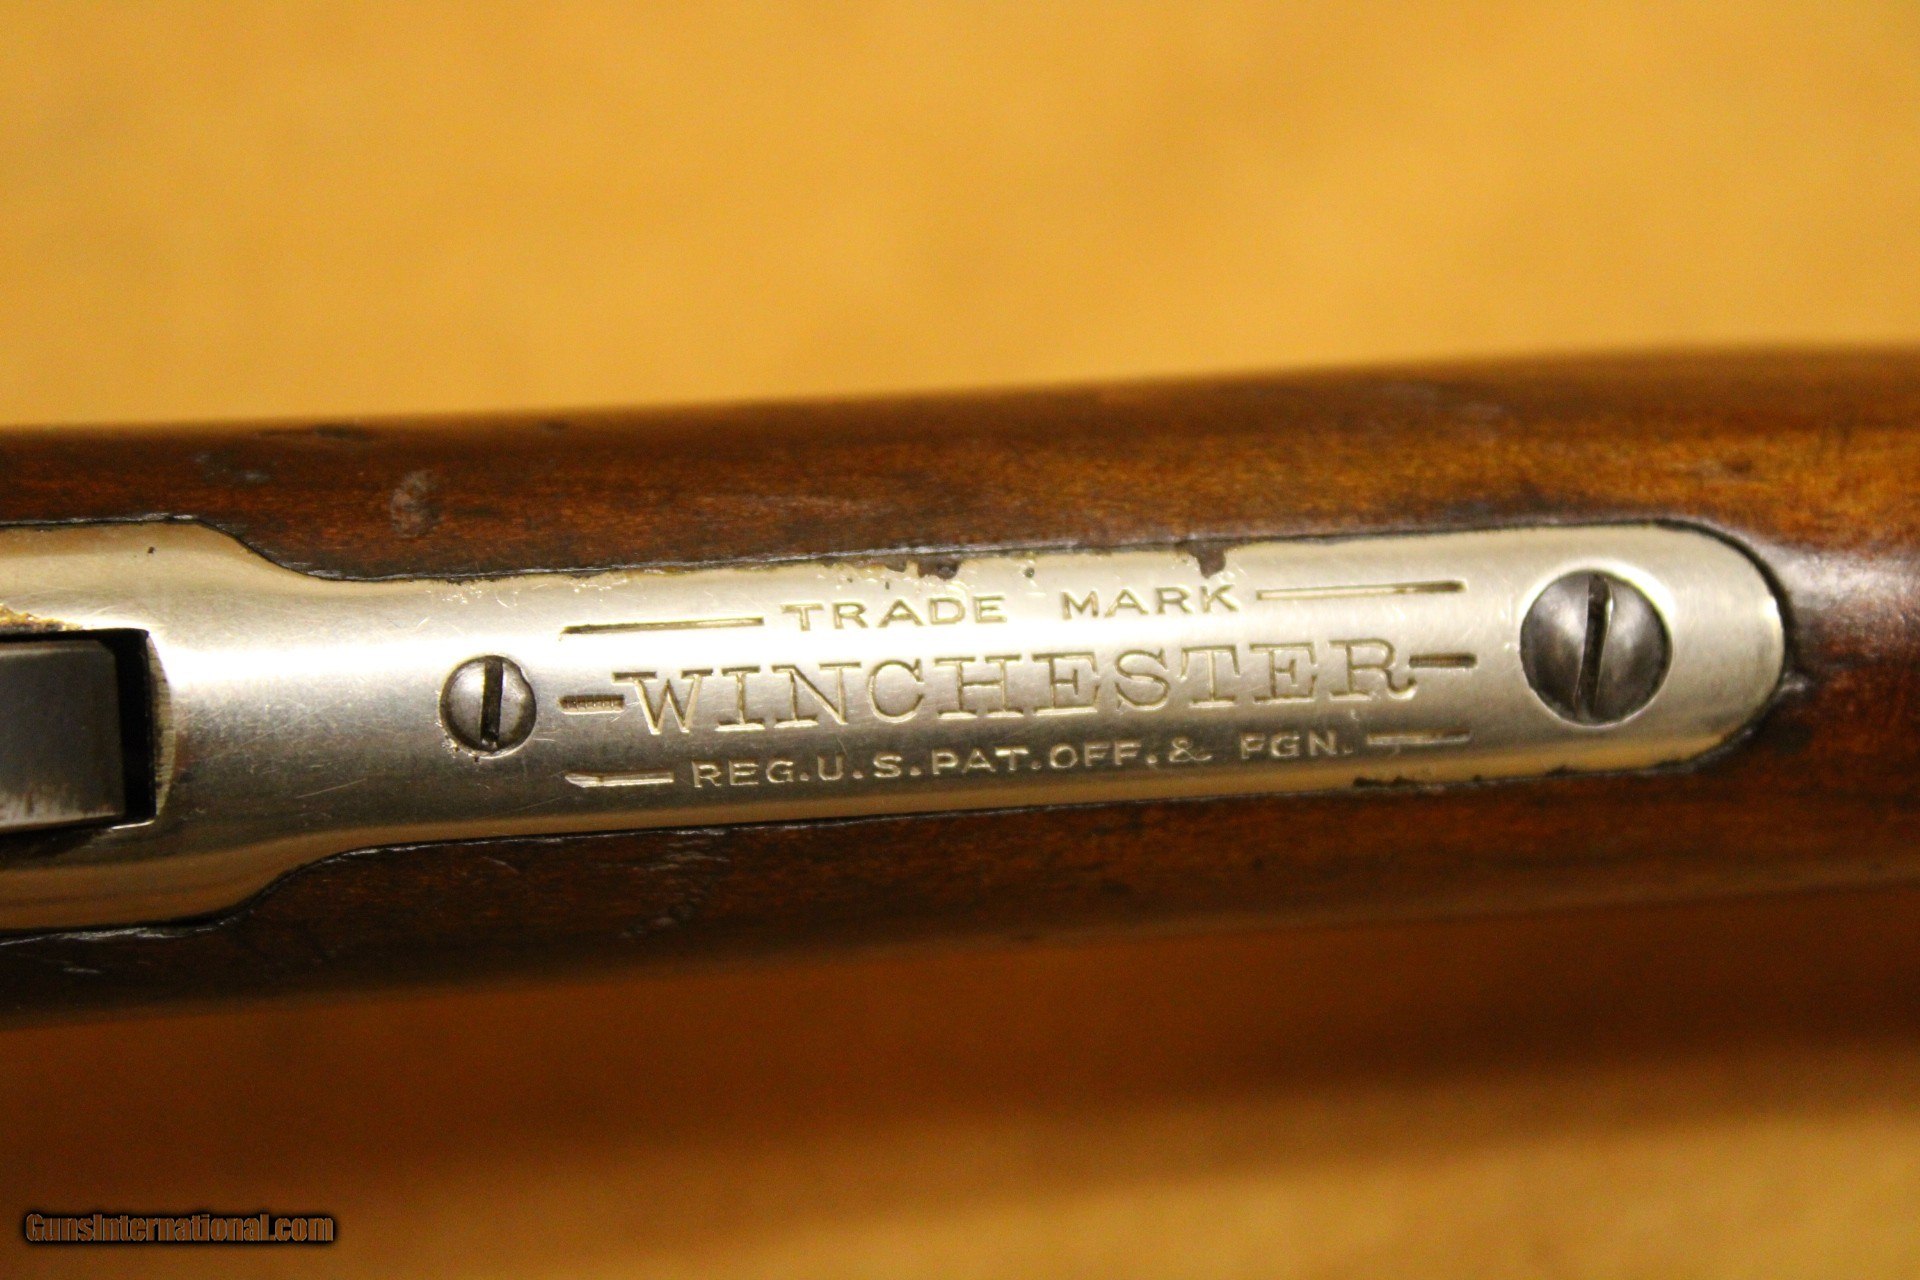 TRADE MARK
WINCHESTER
REG.U.S.PAT.OFF.& FGN.
GunsInternational.com